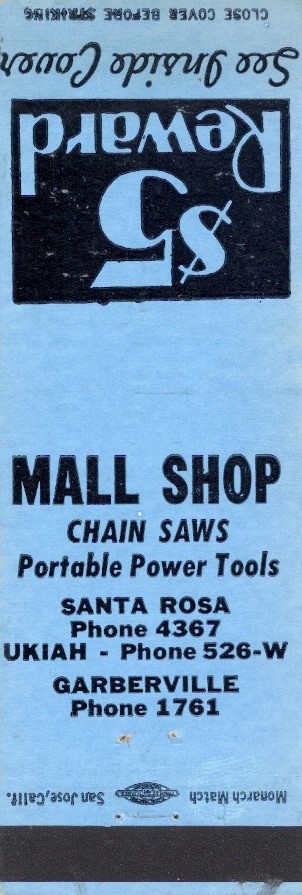 CLOSE COVER BEFORE STRIKING
See Inside Cover
$5
Reward
MALL SHOP
CHAIN SAWS
Portable Power Tools
SANTA ROSA
Phone 4367
UKIAH - Phone 526-W
GARBERVILLE
Phone 1761
Monarch Match San Jose, Calif.